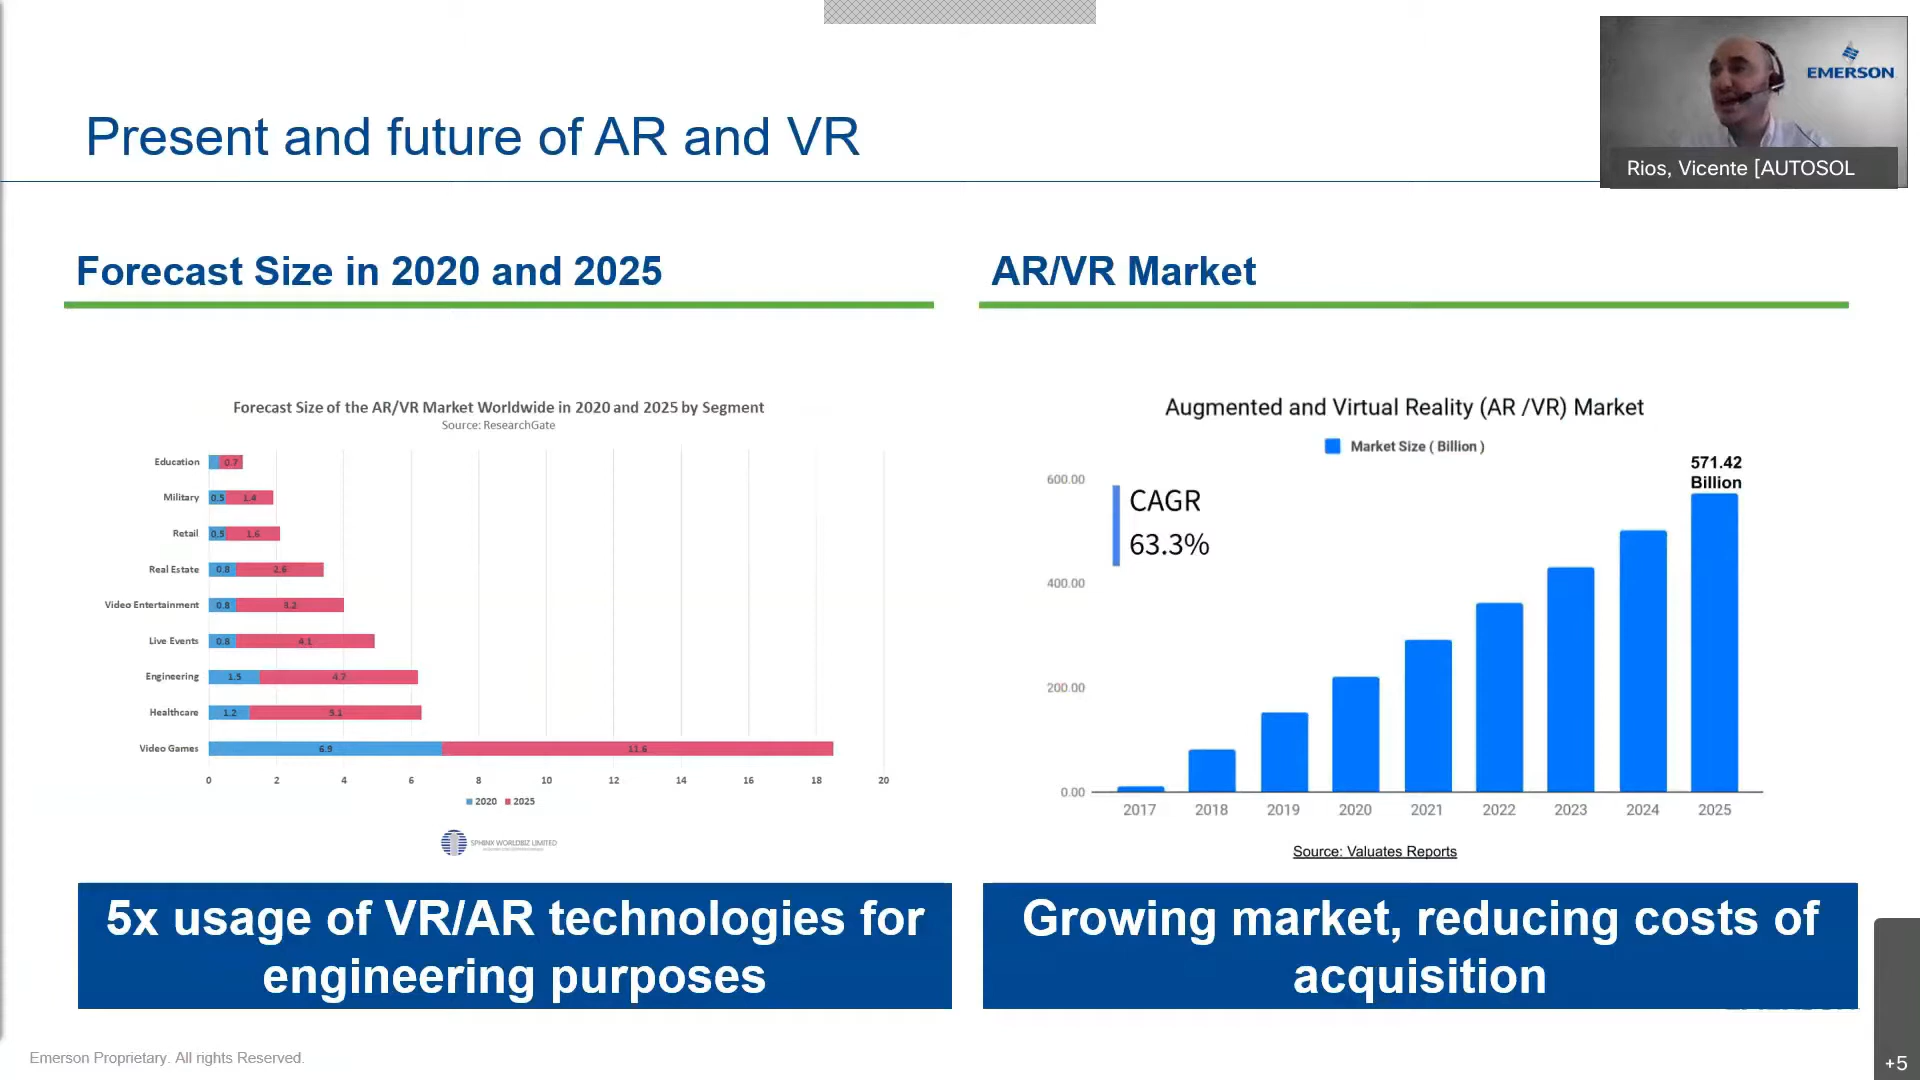 EMERSON
Rios, Vicente [AUTOSOL
Present and future of AR and VR
Forecast Size in 2020 and 2025
Forecast Size of the AR/VR Market Worldwide in 2020 and 2025 by Segment
Source: ResearchGate
Education 0.7
Military 0.5 1.4
Retail 0.5 1.6
Real Estate 0.8 2.6
Video Entertainment 0.8 3.2
Live Events 0.8 4.1
Engineering 1.5 4.7
Healthcare 1.2 5.1
Video Games 6.9 11.6
0 2 4 6 8 10 12 14 16 18 20
2020 2025
SPHINX WORLDBIZ LIMITED
5x usage of VR/AR technologies for
engineering purposes
AR/VR Market
Augmented and Virtual Reality (AR /VR) Market
Market Size ( Billion )
571.42
Billion
600.00
CAGR
63.3%
400.00
200.00
0.00
2017 2018 2019 2020 2021 2022 2023 2024 2025
Source: Valuates Reports
Growing market, reducing costs of
acquisition
Emerson Proprietary. All rights Reserved.
+5